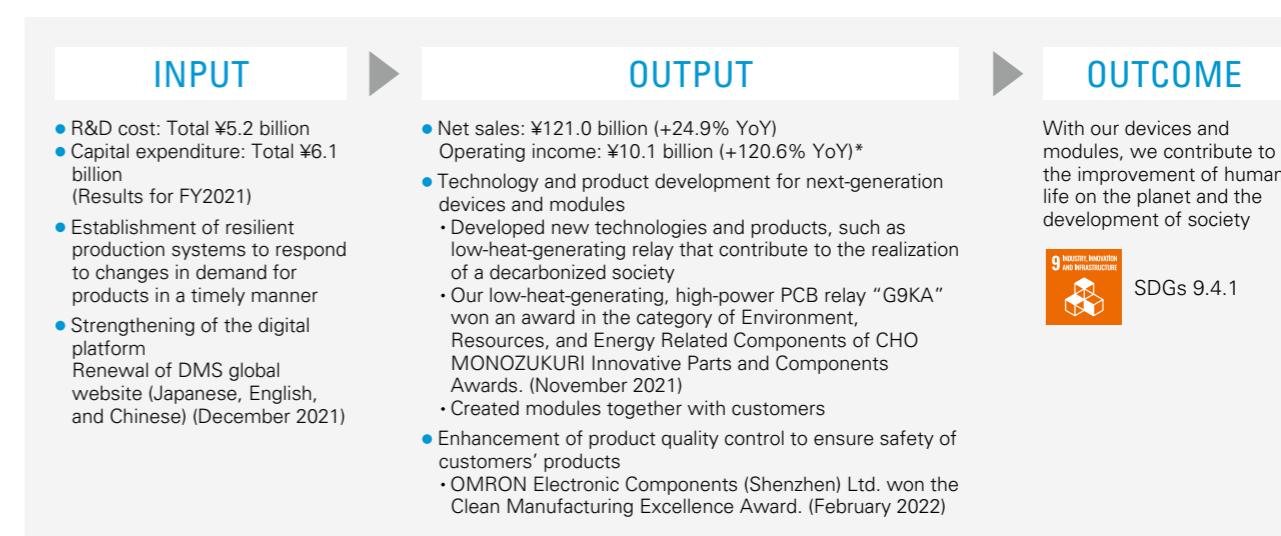 INPUT
● R&D cost: Total ¥5.2 billion
● Capital expenditure: Total ¥6.1
billion
(Results for FY2021)
● Establishment of resilient
production systems to respond
to changes in demand for
products in a timely manner
● Strengthening of the digital
platform
Renewal of DMS global
website (Japanese, English,
and Chinese) (December 2021)
OUTPUT
● Net sales: ¥121.0 billion (+24.9% YoY)
Operating income: ¥10.1 billion (+120.6% YoY)*
● Technology and product development for next-generation
devices and modules
・Developed new technologies and products, such as
low-heat-generating relay that contribute to the realization
of a decarbonized society
・Our low-heat-generating, high-power PCB relay “G9KA”
won an award in the category of Environment,
Resources, and Energy Related Components of CHO
MONOZUKURI Innovative Parts and Components
Awards. (November 2021)
・Created modules together with customers
● Enhancement of product quality control to ensure safety of
customers’ products
・OMRON Electronic Components (Shenzhen) Ltd. won the
Clean Manufacturing Excellence Award. (February 2022)
OUTCOME
With our devices and
modules, we contribute to
the improvement of human
life on the planet and the
development of society
9 INDUSTRY, INNOVATION
AND INFRASTRUCTURE
SDGs 9.4.1